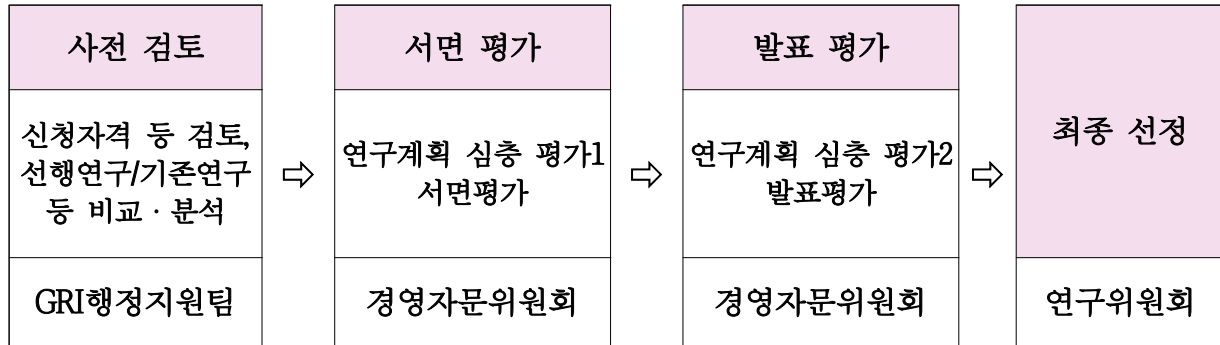 사전 검토
신청자격 등 검토,
선행연구/기존연구
등 비교·분석
GRI행정지원팀
⇨
서면 평가
연구계획 심층 평가1
서면평가
경영자문위원회
⇨
발표 평가
연구계획 심층 평가2
발표평가
경영자문위원회
⇨
최종 선정
연구위원회